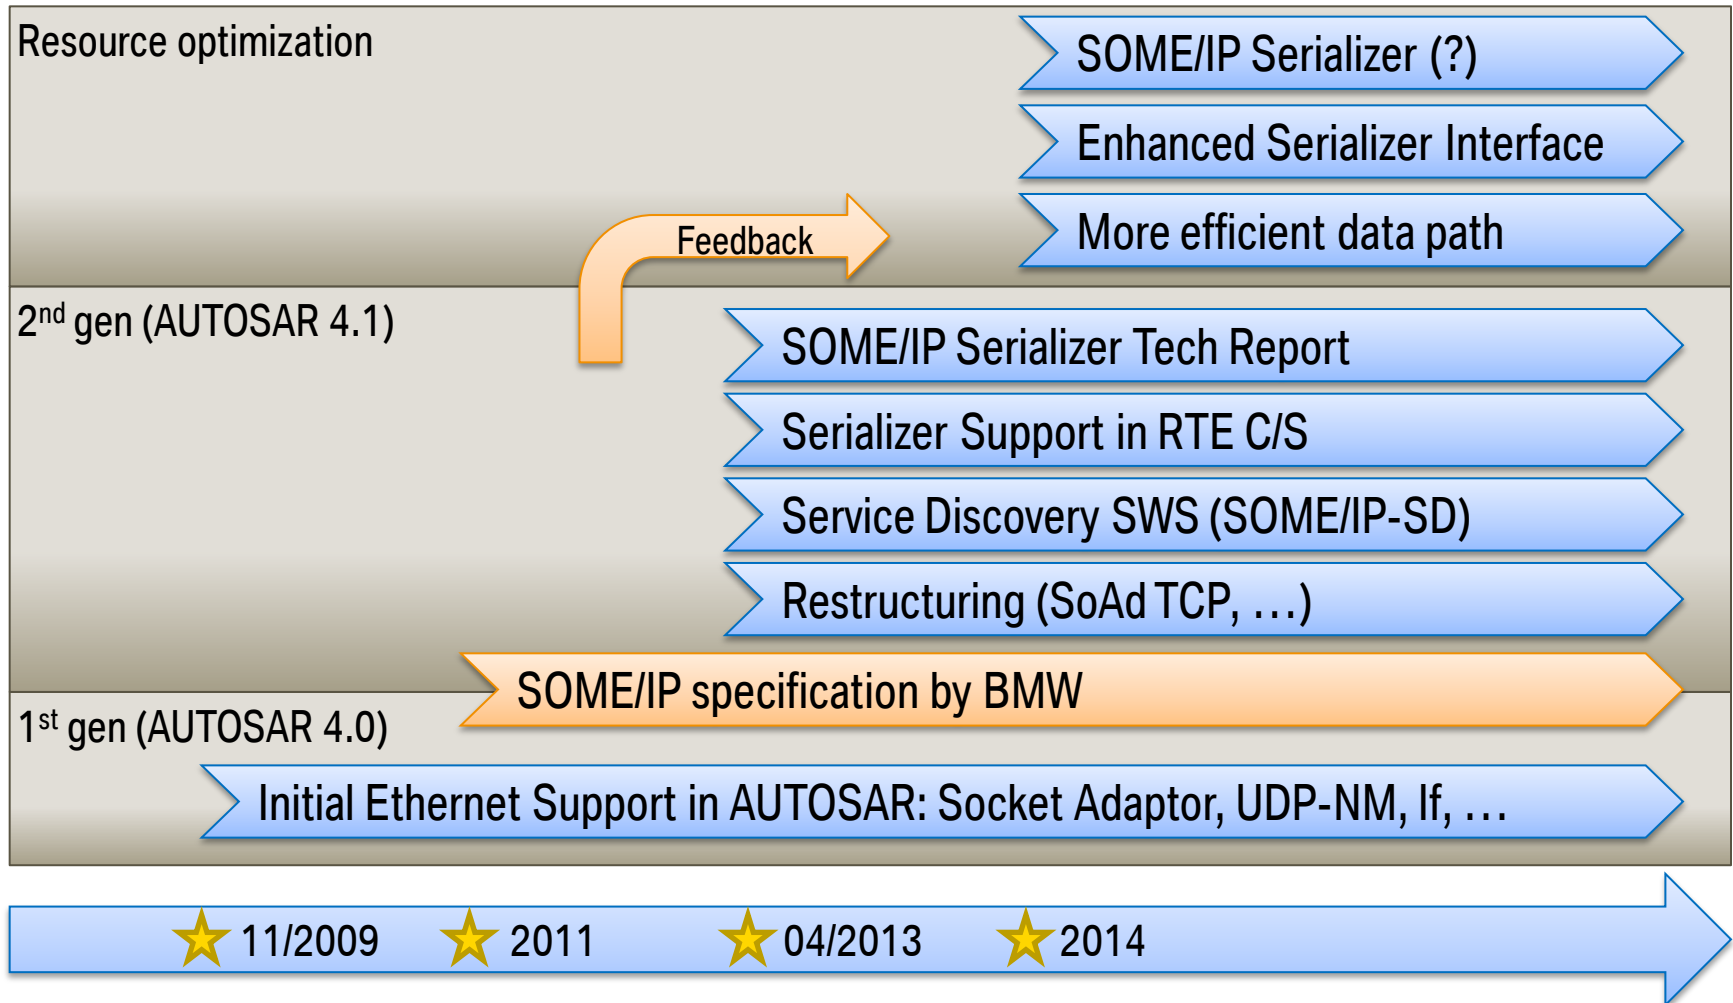 Resource optimization
SOME/IP Serializer (?)
Enhanced Serializer Interface
More efficient data path
Feedback
2nd gen (AUTOSAR 4.1)
SOME/IP Serializer Tech Report
Serializer Support in RTE C/S
Service Discovery SWS (SOME/IP-SD)
Restructuring (SoAd TCP, ...)
SOME/IP specification by BMW
1st gen (AUTOSAR 4.0)
Initial Ethernet Support in AUTOSAR: Socket Adaptor, UDP-NM, If, ...
11/2009
2011
04/2013
2014